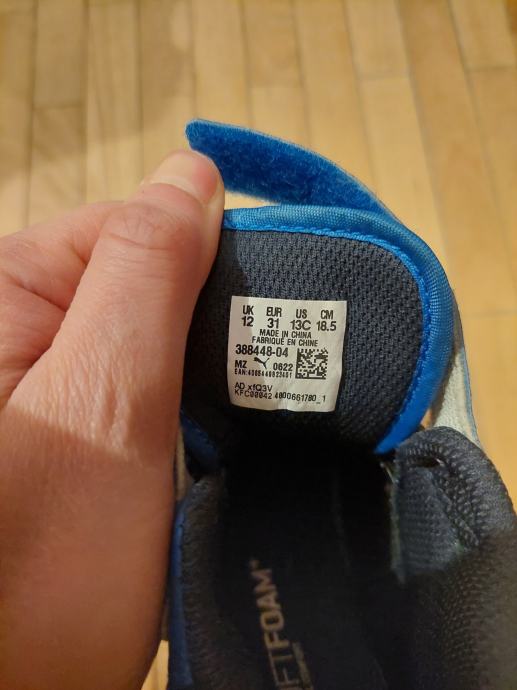 UK EUR US CM
12 31 13C 18.5
MADE IN CHINA
FABRIQUÉ EN CHINE
388448-04
MZ 0622
AD xfQ3V
KFC00042 4000661780_1
FTFOAM+